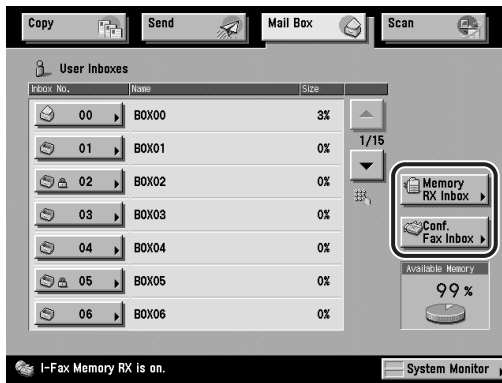 Copy
Send
Mail Box
Scan
User Inboxes
Inbox No.
Name
Size
00
BOX00
3%
01
BOX01
0%
1/15
02
BOX02
0%
03
BOX03
0%
04
BOX04
0%
05
BOX05
0%
06
BOX06
0%
Memory
RX Inbox
Conf.
Fax Inbox
Available Memory
99 %
I-Fax Memory RX is on.
System Monitor